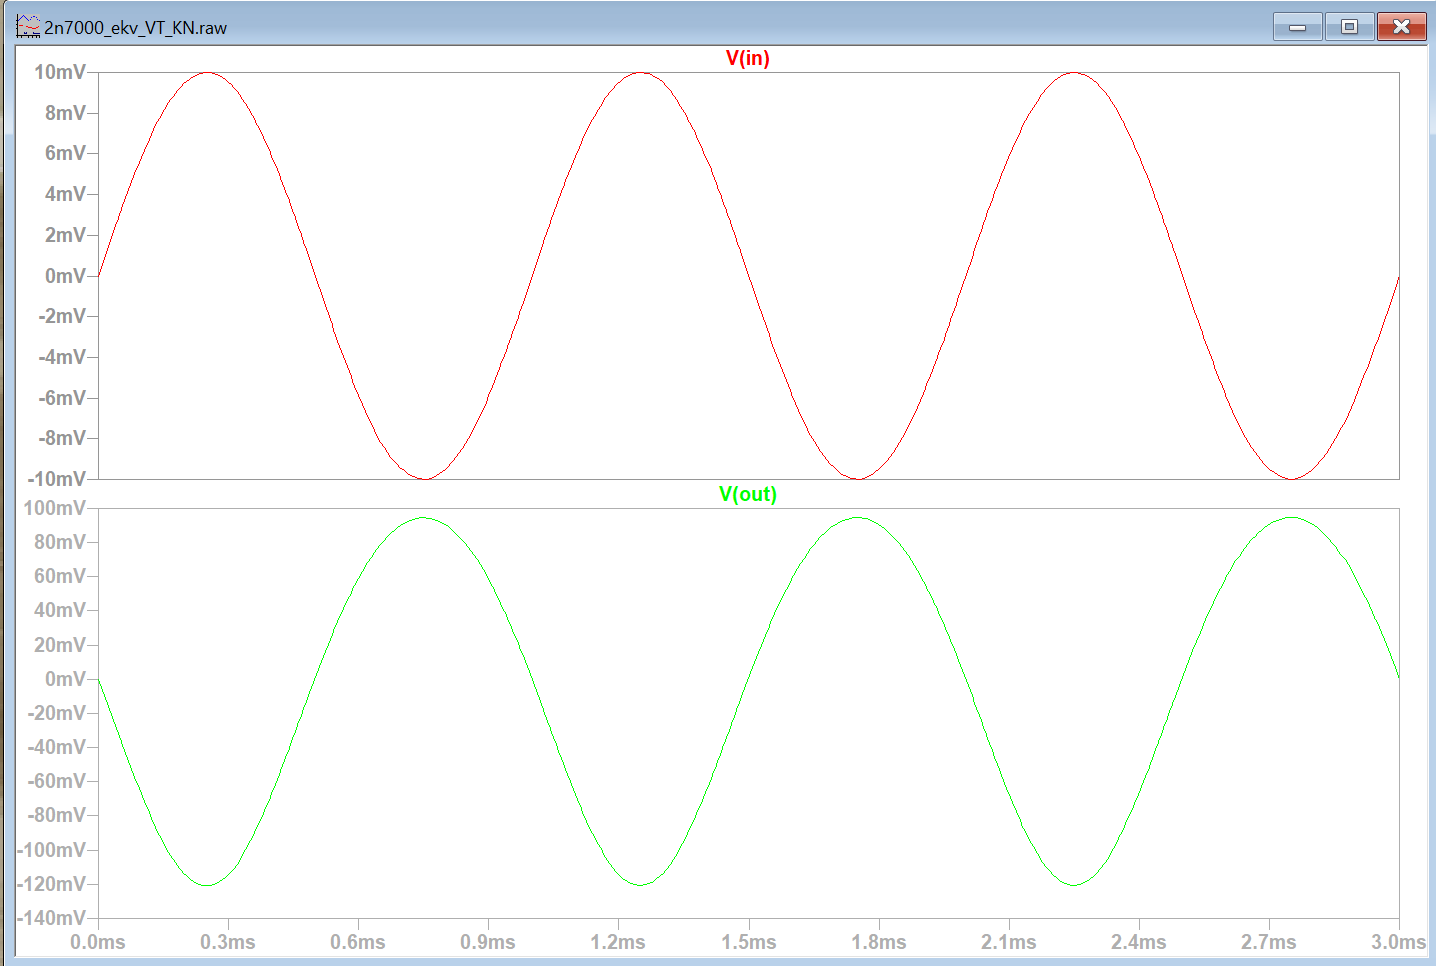 2n7000_ekv_VT_KN.raw
V(in)
10mV
8mV
6mV
4mV
2mV
0mV
-2mV
-4mV
-6mV
-8mV
-10mV
V(out)
100mV
80mV
60mV
40mV
20mV
0mV
-20mV
-40mV
-60mV
-80mV
-100mV
-120mV
-140mV
0.0ms 0.3ms 0.6ms 0.9ms 1.2ms 1.5ms 1.8ms 2.1ms 2.4ms 2.7ms 3.0ms